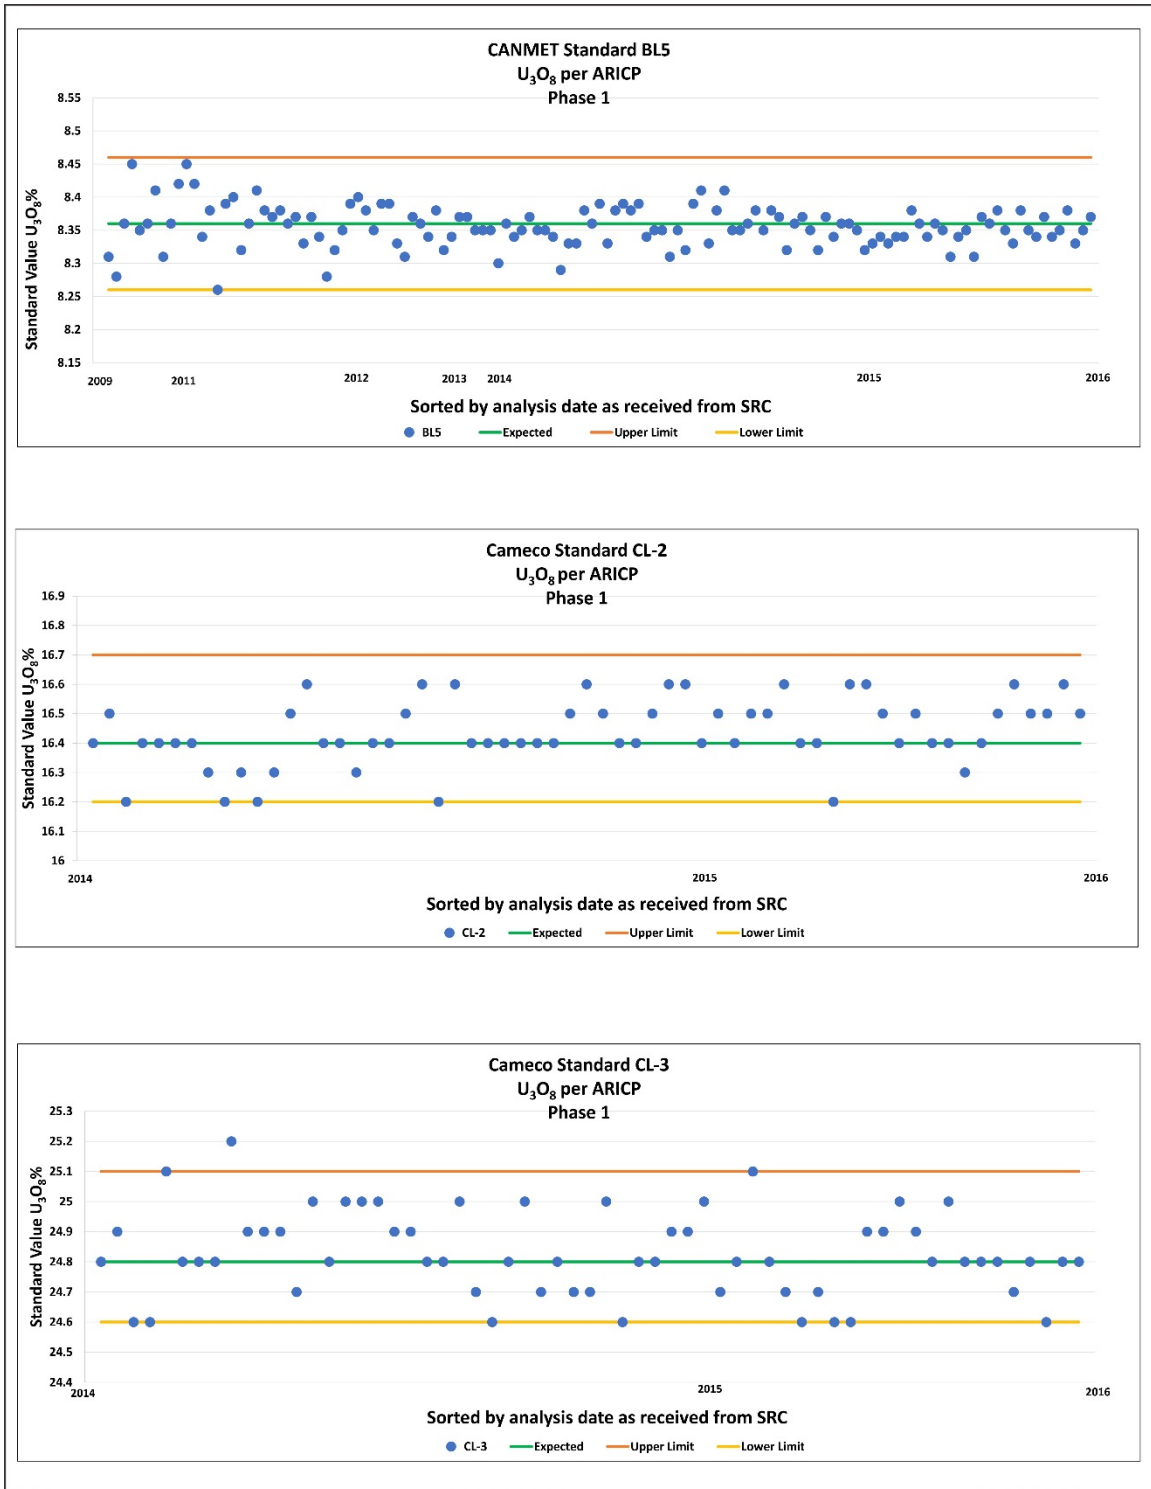 CANMET Standard BL5
U₃O₈ per ARICP
Phase 1
Standard Value U₃O₈%
8.55
8.5
8.45
8.4
8.35
8.3
8.25
8.2
8.15
2009 2011 2012 2013 2014 2015 2016
Sorted by analysis date as received from SRC
BL5 Expected Upper Limit Lower Limit
Cameco Standard CL-2
U₃O₈ per ARICP
Phase 1
Standard Value U₃O₈%
16.9
16.8
16.7
16.6
16.5
16.4
16.3
16.2
16.1
16
2014 2015 2016
Sorted by analysis date as received from SRC
CL-2 Expected Upper Limit Lower Limit
Cameco Standard CL-3
U₃O₈ per ARICP
Phase 1
Standard Value U₃O₈%
25.3
25.2
25.1
25
24.9
24.8
24.7
24.6
24.5
24.4
2014 2015 2016
Sorted by analysis date as received from SRC
CL-3 Expected Upper Limit Lower Limit